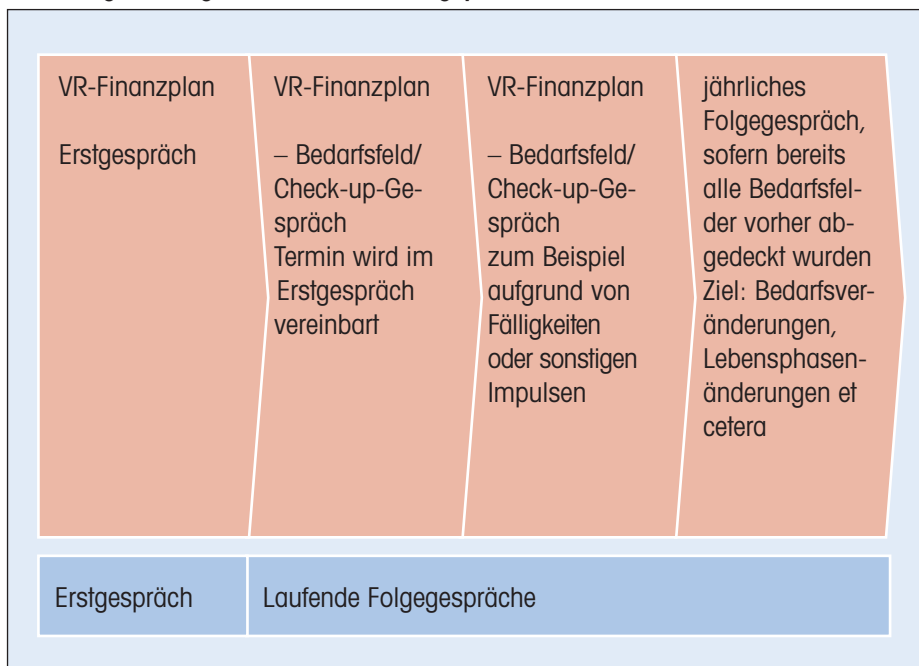 VR-Finanzplan
Erstgespräch
VR-Finanzplan
– Bedarfsfeld/
Check-up-Ge-
spräch
Termin wird im
Erstgespräch
vereinbart
VR-Finanzplan
– Bedarfsfeld/
Check-up-Ge-
spräch
zum Beispiel
aufgrund von
Fälligkeiten
oder sonstigen
Impulsen
jährliches
Folgegespräch,
sofern bereits
alle Bedarfsfel-
der vorher ab-
gedeckt wurden
Ziel: Bedarfsver-
änderungen,
Lebensphasen-
änderungen et
cetera
Erstgespräch
Laufende Folgegespräche